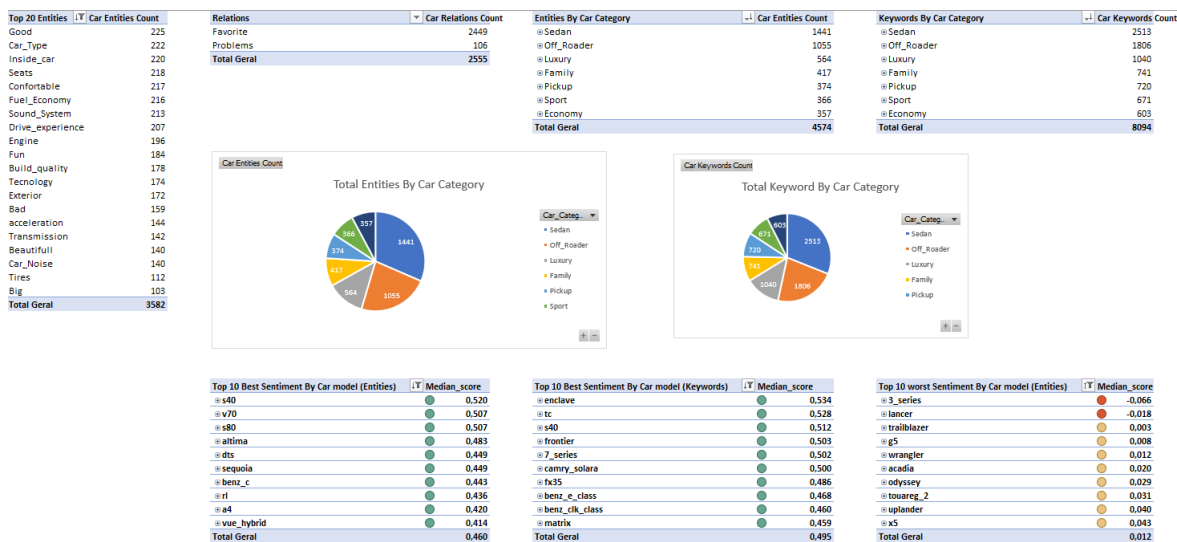 Top 20 Entities Car Entities Count
Good 225
Car_Type 222
Inside_car 220
Seats 218
Confortable 217
Fuel_Economy 216
Sound_System 213
Drive_experience 207
Engine 196
Fun 184
Build_quality 178
Tecnology 174
Exterior 172
Bad 159
acceleration 144
Transmission 142
Beautifull 140
Car_Noise 140
Tires 112
Big 103
Total Geral 3582
Relations Car Relations Count
Favorite 2449
Problems 106
Total Geral 2555
Entities By Car Category Car Entities Count
Sedan 1441
Off_Roader 1055
Luxury 564
Family 417
Pickup 374
Sport 366
Economy 357
Total Geral 4574
Keywords By Car Category Car Keywords Count
Sedan 2513
Off_Roader 1806
Luxury 1040
Family 741
Pickup 720
Sport 671
Economy 603
Total Geral 8094
Car Entities Count
Total Entities By Car Category
357
366
374
417
564
1055
1441
Car_Categ..
Sedan
Off_Roader
Luxury
Family
Pickup
Sport
+ −
Car Keywords Count
Total Keyword By Car Category
603
671
720
741
1040
1806
2513
Car_Categ..
Sedan
Off_Roader
Luxury
Family
Pickup
+ −
Top 10 Best Sentiment By Car model (Entities) Median_score
s40 0,520
v70 0,507
s80 0,507
altima 0,483
dts 0,449
sequoia 0,449
benz_c 0,443
rl 0,436
a4 0,420
vue_hybrid 0,414
Total Geral 0,460
Top 10 Best Sentiment By Car model (Keywords) Median_score
enclave 0,534
tc 0,528
s40 0,512
frontier 0,503
7_series 0,502
camry_solara 0,500
fx35 0,486
benz_e_class 0,468
benz_clk_class 0,460
matrix 0,459
Total Geral 0,495
Top 10 worst Sentiment By Car model (Entities) Median_score
3_series -0,066
lancer -0,018
trailblazer 0,003
g5 0,008
wrangler 0,012
acadia 0,020
odyssey 0,029
touareg_2 0,031
uplander 0,040
x5 0,043
Total Geral 0,012